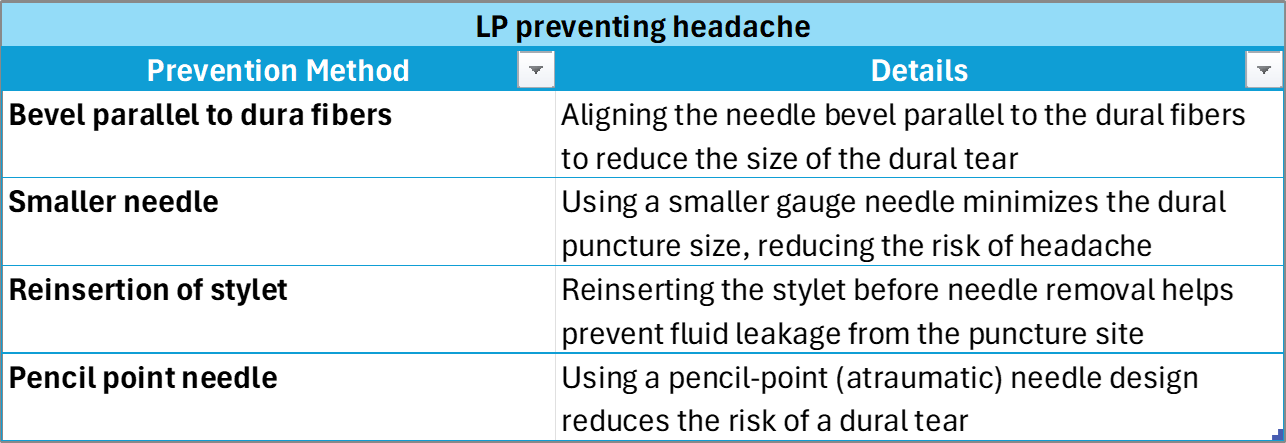 LP preventing headache
Prevention Method
Details
Bevel parallel to dura fibers
Aligning the needle bevel parallel to the dural fibers
to reduce the size of the dural tear
Smaller needle
Using a smaller gauge needle minimizes the dural
puncture size, reducing the risk of headache
Reinsertion of stylet
Reinserting the stylet before needle removal helps
prevent fluid leakage from the puncture site
Pencil point needle
Using a pencil-point (atraumatic) needle design
reduces the risk of a dural tear